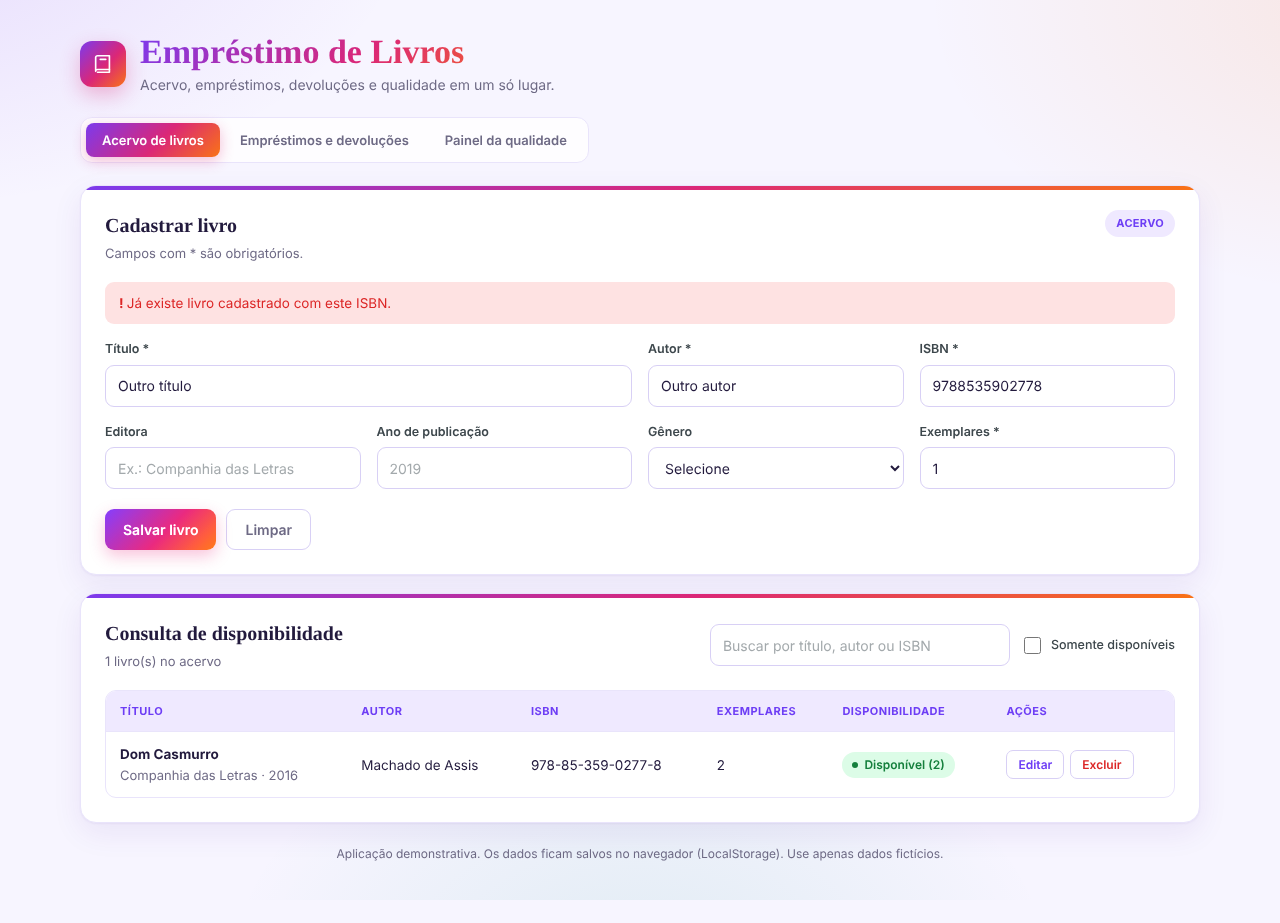 Empréstimo de Livros
Acervo, empréstimos, devoluções e qualidade em um só lugar.
Acervo de livros
Empréstimos e devoluções
Painel da qualidade
Cadastrar livro
ACERVO
Campos com * são obrigatórios.
! Já existe livro cadastrado com este ISBN.
Título *
Autor *
ISBN *
Outro título
Outro autor
9788535902778
Editora
Ano de publicação
Gênero
Exemplares *
Ex.: Companhia das Letras
2019
Selecione
1
Salvar livro
Limpar
Consulta de disponibilidade
1 livro(s) no acervo
Buscar por título, autor ou ISBN
Somente disponíveis
TÍTULO
AUTOR
ISBN
EXEMPLARES
DISPONIBILIDADE
AÇÕES
Dom Casmurro
Companhia das Letras · 2016
Machado de Assis
978-85-359-0277-8
2
Disponível (2)
Editar
Excluir
Aplicação demonstrativa. Os dados ficam salvos no navegador (LocalStorage). Use apenas dados fictícios.